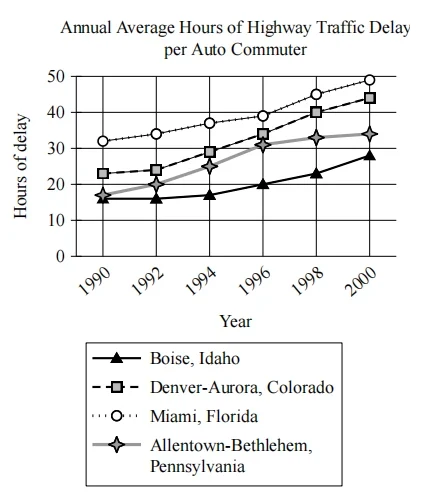 Annual Average Hours of Highway Traffic Delay
per Auto Commuter
Hours of delay
50
40
30
20
10
0
1990 1992 1994 1996 1998 2000
Year
Boise, Idaho
Denver-Aurora, Colorado
Miami, Florida
Allentown-Bethlehem,
Pennsylvania